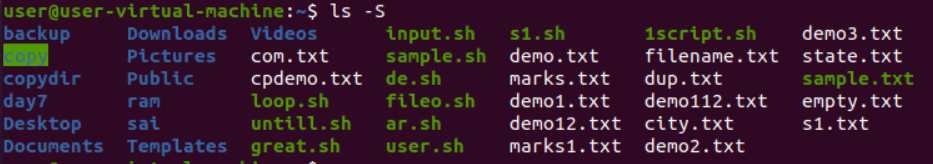 user@user-virtual-machine:~$ ls -S
backup Downloads Videos input.sh s1.sh 1script.sh demo3.txt
copy Pictures com.txt sample.sh demo.txt filename.txt state.txt
copydir Public cpdemo.txt de.sh marks.txt dup.txt sample.txt
day7 ram loop.sh fileo.sh demo1.txt demo112.txt empty.txt
Desktop sai untill.sh ar.sh demo12.txt city.txt s1.txt
Documents Templates great.sh user.sh marks1.txt demo2.txt